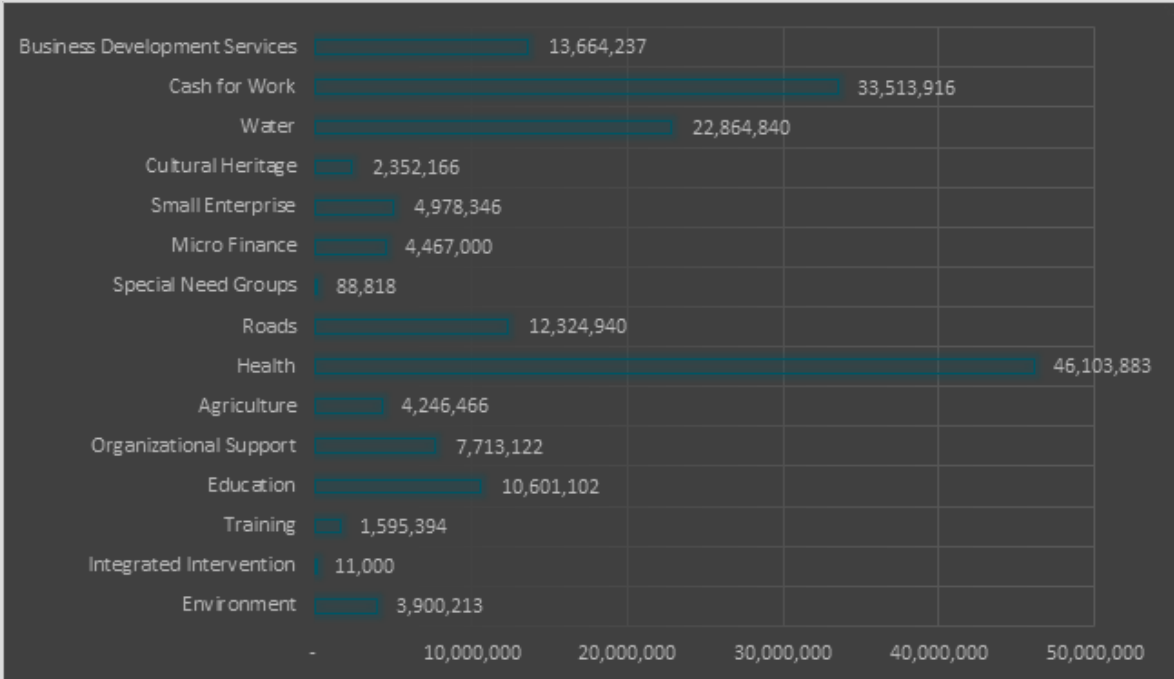 Business Development Services 13,664,237
Cash for Work 33,513,916
Water 22,864,840
Cultural Heritage 2,352,166
Small Enterprise 4,978,346
Micro Finance 4,467,000
Special Need Groups 88,818
Roads 12,324,940
Health 46,103,883
Agriculture 4,246,466
Organizational Support 7,713,122
Education 10,601,102
Training 1,595,394
Integrated Intervention 11,000
Environment 3,900,213
- 10,000,000 20,000,000 30,000,000 40,000,000 50,000,000